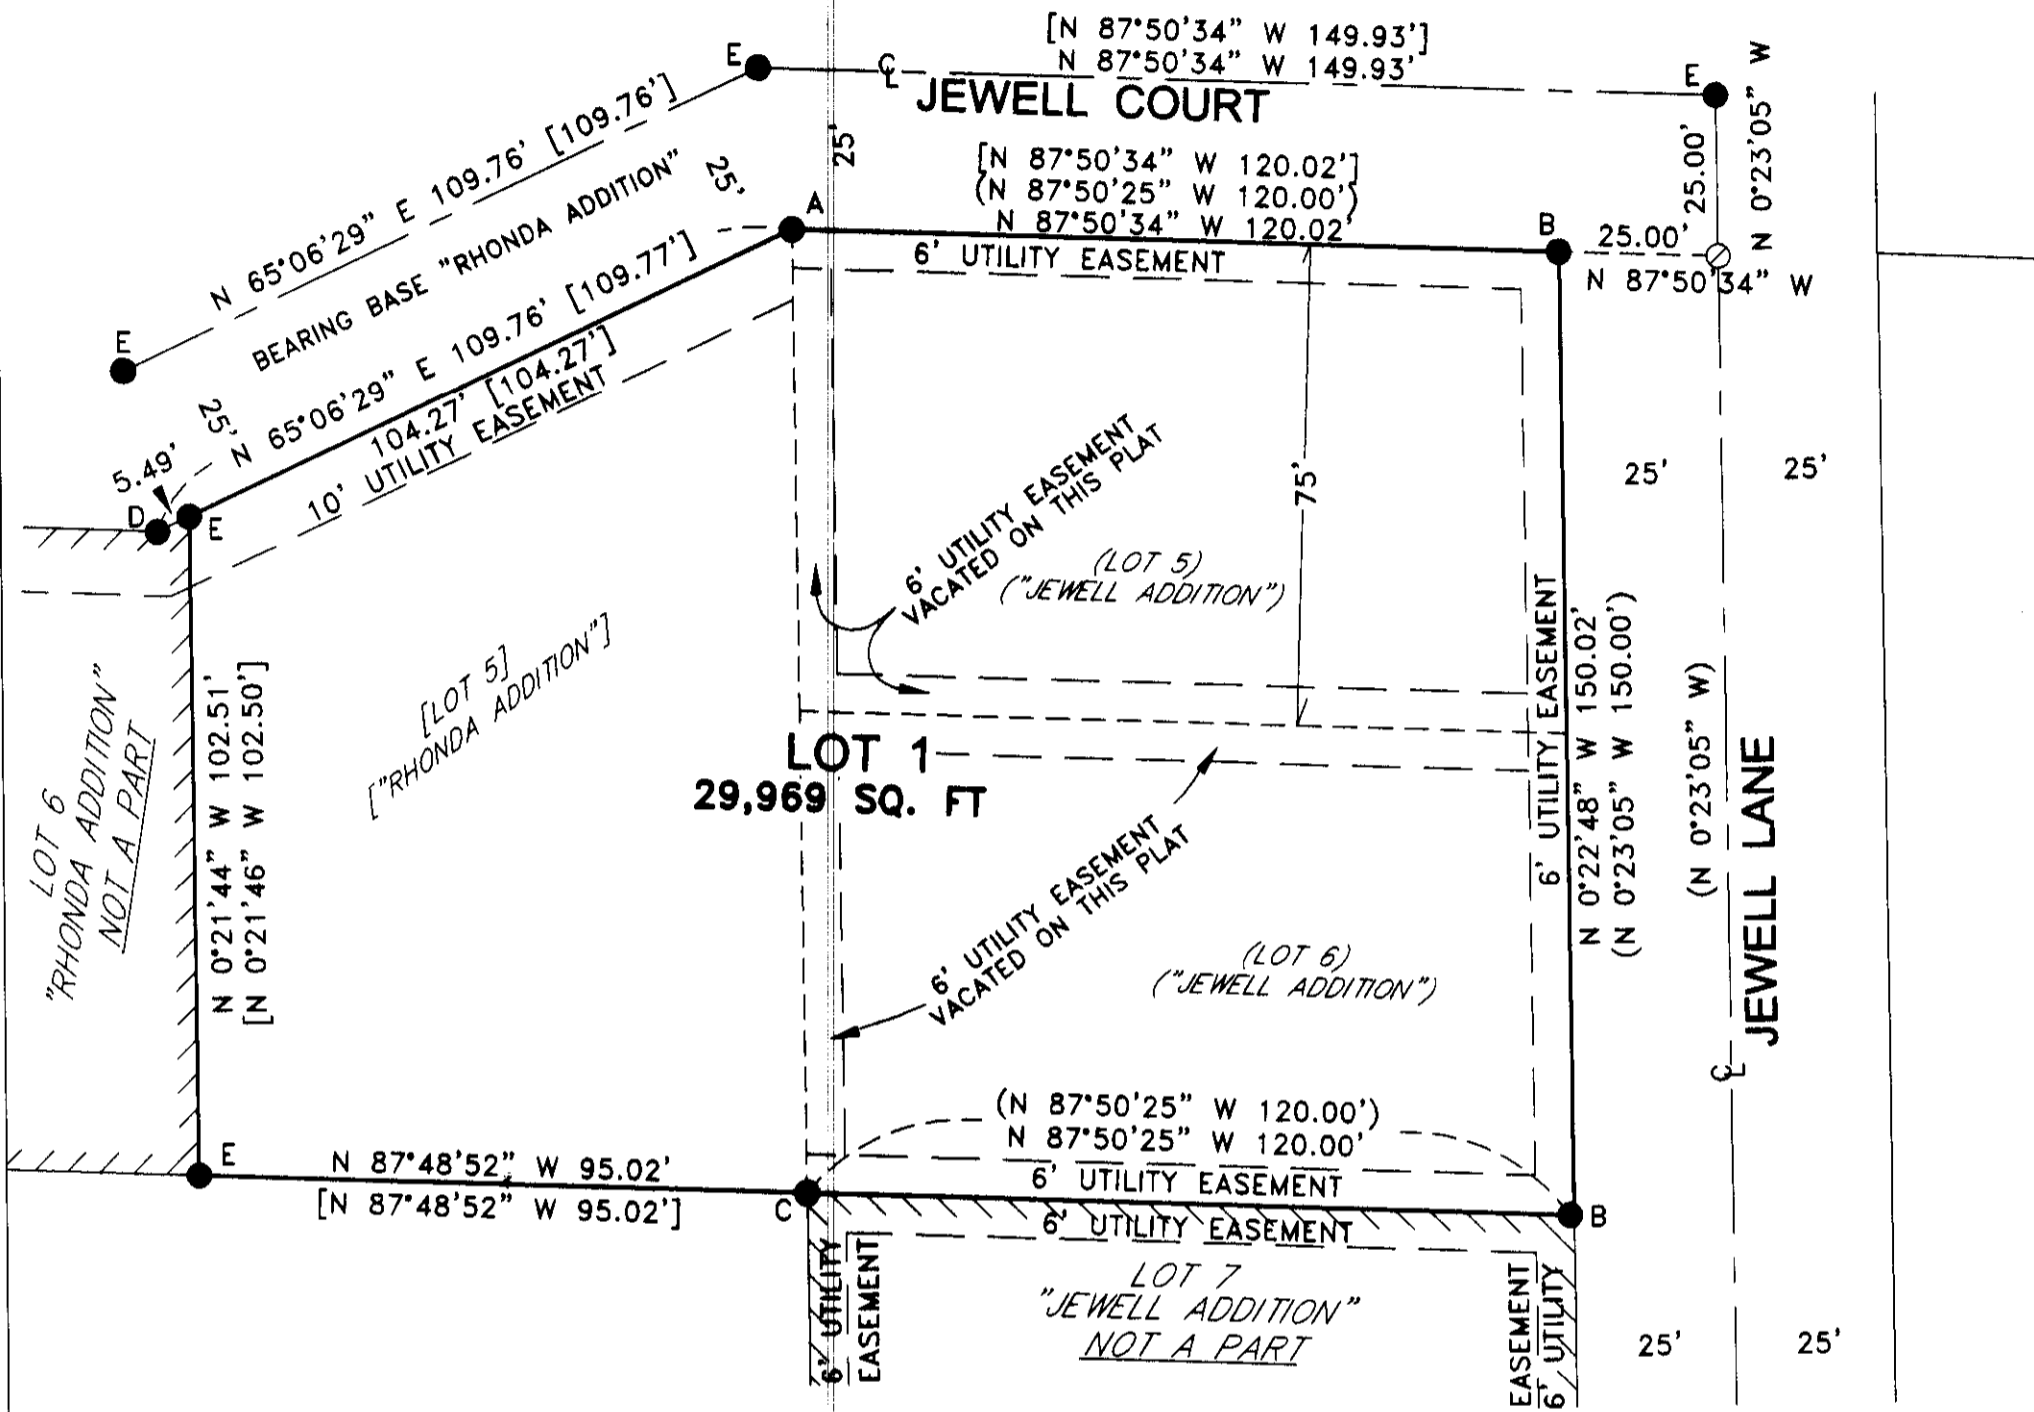 [N 87°50'34" W 149.93']
N 87°50'34" W 149.93'
E
℄
JEWELL COURT
E
N 0°23'05" W
25.00'
N 65°06'29" E 109.76' [109.76']
BEARING BASE "RHONDA ADDITION"
25'
25'
E
25'
[N 87°50'34" W 120.02']
(N 87°50'25" W 120.00')
N 87°50'34" W 120.02'
A
B
25.00'
N 87°50'34" W
6' UTILITY EASEMENT
N 65°06'29" E 109.76' [109.77']
104.27' [104.27']
10' UTILITY EASEMENT
5.49'
D
E
75'
25'
25'
6' UTILITY EASEMENT
VACATED ON THIS PLAT
(LOT 5)
("JEWELL ADDITION")
[LOT 5]
["RHONDA ADDITION"]
LOT 6
"RHONDA ADDITION"
NOT A PART
N 0°21'44" W 102.51'
[N 0°21'46" W 102.50']
LOT 1
29,969 SQ. FT
6' UTILITY EASEMENT
N 0°22'48" W 150.02'
(N 0°23'05" W 150.00')
(N 0°23'05" W)
JEWELL LANE
℄
6' UTILITY EASEMENT
VACATED ON THIS PLAT
(LOT 6)
("JEWELL ADDITION")
(N 87°50'25" W 120.00')
N 87°50'25" W 120.00'
6' UTILITY EASEMENT
E
N 87°48'52" W 95.02'
[N 87°48'52" W 95.02']
C
B
6' UTILITY EASEMENT
6' UTILITY
EASEMENT
LOT 7
"JEWELL ADDITION"
NOT A PART
EASEMENT
6' UTILITY
25'
25'